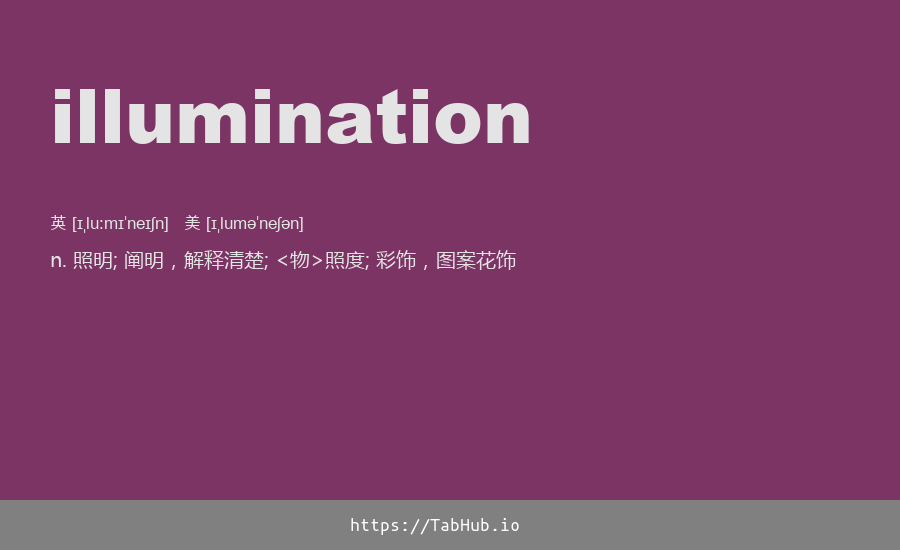 illumination
英 [ɪˌluːmɪˈneɪʃn] 美 [ɪˌluməˈneʃən]
n. 照明; 阐明，解释清楚; <物>照度; 彩饰，图案花饰
https://TabHub.io